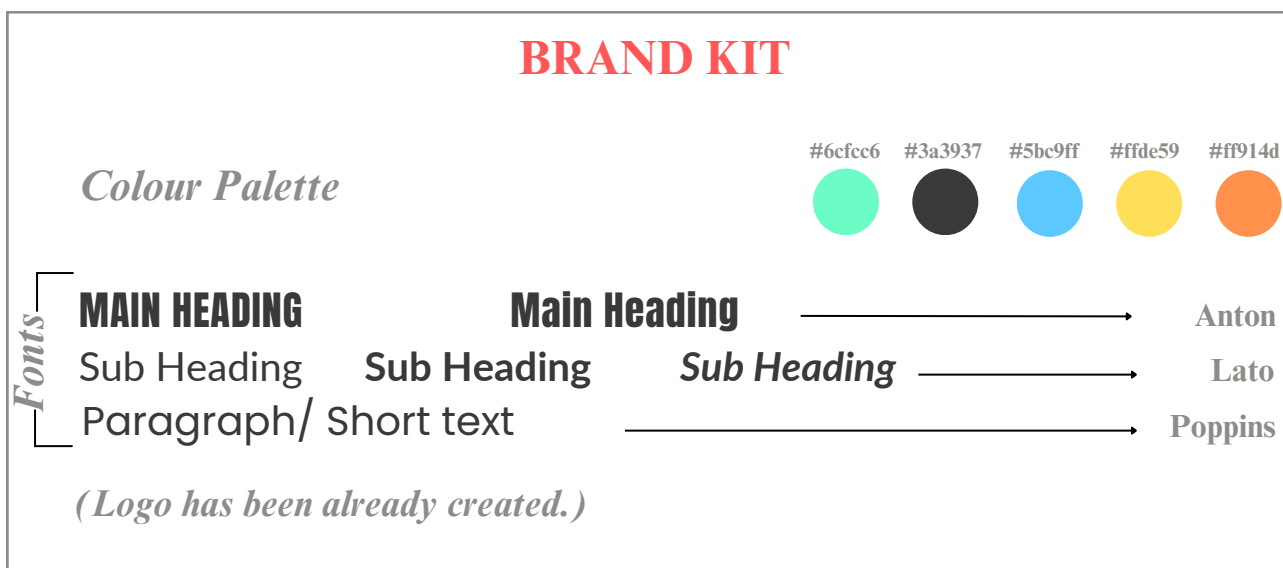 BRAND KIT
#6cfcc6 #3a3937 #5bc9ff #ffde59 #ff914d
Colour Palette
Fonts
MAIN HEADING Main Heading Anton
Sub Heading Sub Heading Sub Heading Lato
Paragraph/ Short text Poppins
(Logo has been already created.)